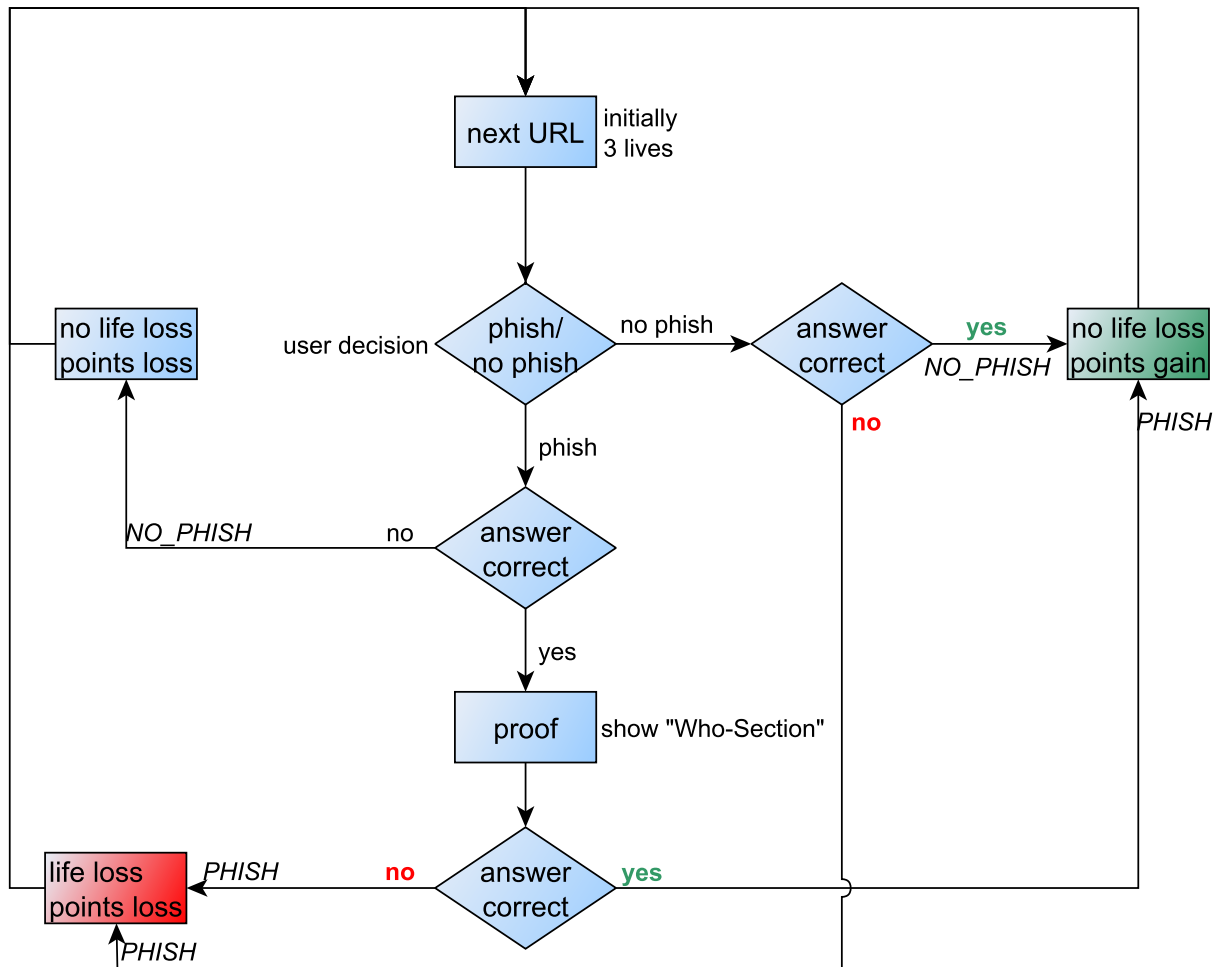 next URL
initially
3 lives
no life loss
points loss
user decision
phish/
no phish
no phish
answer
correct
yes
NO_PHISH
no life loss
points gain
no
PHISH
phish
NO_PHISH
no
answer
correct
yes
proof
show "Who-Section"
life loss
points loss
PHISH
no
answer
correct
yes
PHISH